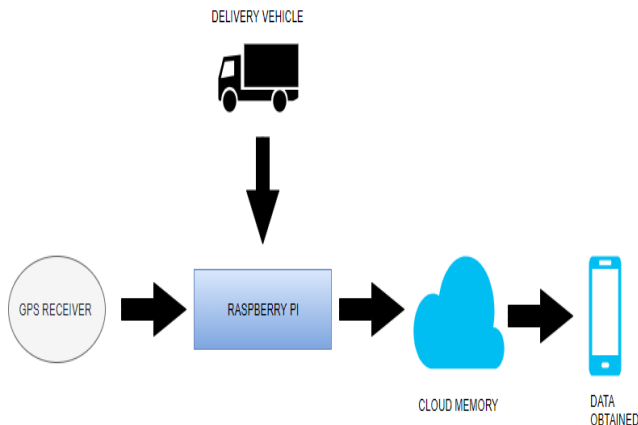 DELIVERY VEHICLE
GPS RECEIVER
RASPBERRY PI
CLOUD MEMORY
DATA
OBTAINED